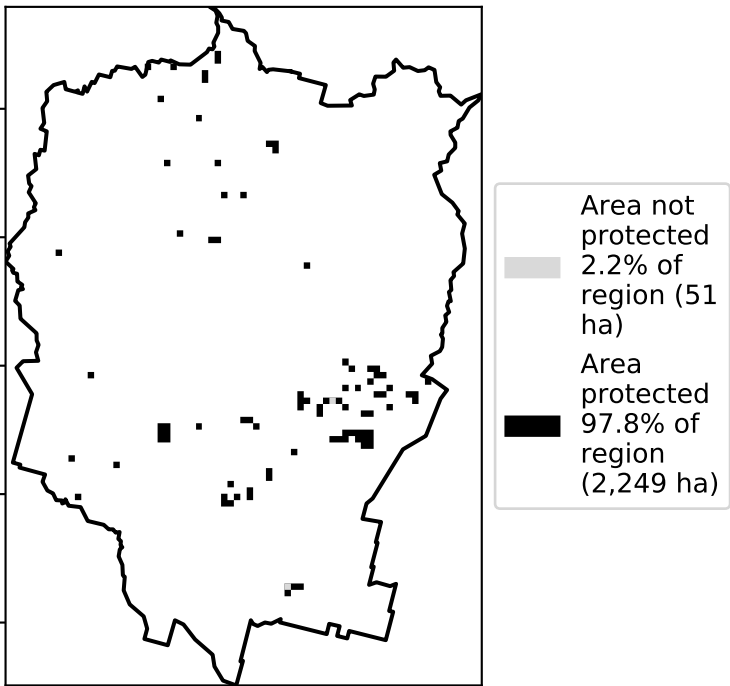 Area not
protected
2.2% of
region (51
ha)
Area
protected
97.8% of
region
(2,249 ha)